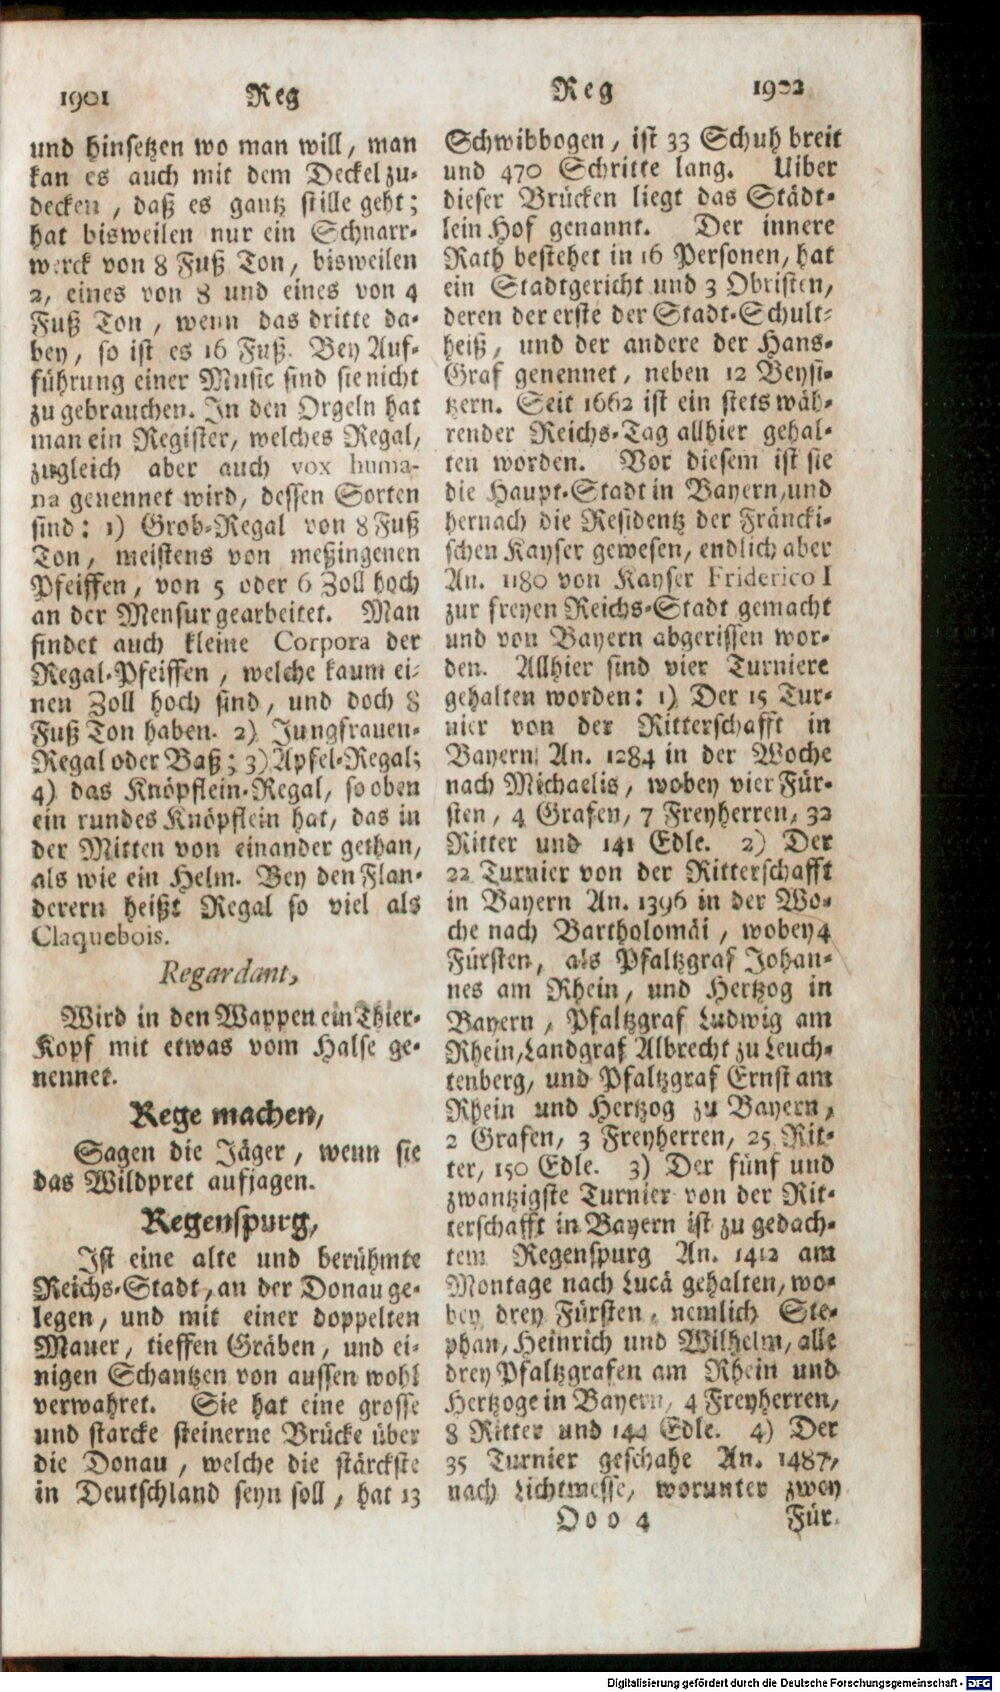 1901 Reg
und hinsetzen wo man will, man
kan es auch mit dem Deckel zu-
decken, daß es gantz stille geht;
hat bisweilen nur ein Schnarr-
werck von 8 Fuß Ton, bisweilen
2, eines von 8 und eines von 4
Fuß Ton, wenn das dritte da-
bey, so ist es 16 Fuß. Bey Auf-
führung einer Music sind sie nicht
zu gebrauchen. In den Orgeln hat
man ein Register, welches Regal,
zugleich aber auch vox huma-
na genennet wird, dessen Sorten
sind: 1) Grob-Regal von 8 Fuß
Ton, meistens von meßingenen
Pfeiffen, von 5 oder 6 Zoll hoch
an der Mensur gearbeitet. Man
findet auch kleine Corpora der
Regal-Pfeiffen, welche kaum ei-
nen Zoll hoch sind, und doch 8
Fuß Ton haben. 2) Jungfrauen-
Regal oder Baß; 3) Apfel-Regal;
4) das Knöpflein-Regal, so oben
ein rundes Knöpflein hat, das in
der Mitten von einander gethan,
als wie ein Helm. Bey den Flan-
derern heißt Regal so viel als
Claquebois.
Regardant,
Wird in den Wappen ein Thier-
Kopf mit etwas vom Halse ge-
nennet.
Rege machen,
Sagen die Jäger, wenn sie
das Wildpret aufjagen.
Regenspurg,
Ist eine alte und berühmte
Reichs-Stadt, an der Donau ge-
legen, und mit einer doppelten
Mauer, tieffen Gräben, und ei-
nigen Schantzen von aussen wohl
verwahret. Sie hat eine grosse
und starcke steinerne Brücke über
die Donau, welche die stärckste
in Deutschland seyn soll, hat 13
Reg 1902
Schwibbogen, ist 33 Schuh breit
und 470 Schritte lang. Uiber
dieser Brücken liegt das Städt-
lein Hof genannt. Der innere
Rath bestehet in 16 Personen, hat
ein Stadtgericht und 3 Obristen,
deren der erste der Stadt-Schult-
heiß, und der andere der Hans-
Graf genennet, neben 12 Beysi-
tzern. Seit 1662 ist ein stets wäh-
render Reichs-Tag allhier gehal-
ten worden. Vor diesem ist sie
die Haupt-Stadt in Bayern, und
hernach die Residentz der Fräncki-
schen Kayser gewesen, endlich aber
An. 1180 von Kayser Friderico I
zur freyen Reichs-Stadt gemacht
und von Bayern abgerissen wor-
den. Allhier sind vier Turniere
gehalten worden: 1) Der 15 Tur-
nier von der Ritterschafft in
Bayern An. 1284 in der Woche
nach Michaelis, wobey vier Für-
sten, 4 Grafen, 7 Freyherren, 32
Ritter und 141 Edle. 2) Der
22 Turnier von der Ritterschafft
in Bayern An. 1396 in der Wo-
che nach Bartholomäi, wobey 4
Fürsten, als Pfaltzgraf Johan-
nes am Rhein, und Hertzog in
Bayern, Pfaltzgraf Ludwig am
Rhein, Landgraf Albrecht zu Leuch-
tenberg, und Pfaltzgraf Ernst am
Rhein und Hertzog zu Bayern,
2 Grafen, 3 Freyherren, 25 Rit-
ter, 150 Edle. 3) Der fünf und
zwantzigste Turnier von der Rit-
terschafft in Bayern ist zu gedach-
tem Regenspurg An. 1412 am
Montage nach Lucä gehalten, wo-
bey drey Fürsten, nemlich Ste-
phan, Heinrich und Wilhelm, alle
drey Pfaltzgrafen am Rhein und
Hertzoge in Bayern, 4 Freyherren,
8 Ritter und 144 Edle. 4) Der
35 Turnier geschahe An. 1487,
nach Lichtmesse, worunter zwey
Ooo 4 Für-
Digitalisierung gefördert durch die Deutsche Forschungsgemeinschaft - DFG